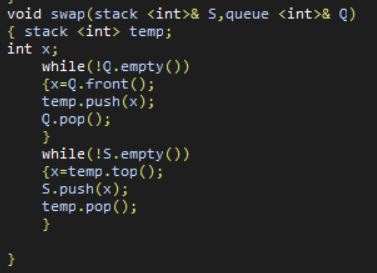 void swap(stack <int>& S,queue <int>& Q)
{ stack <int> temp;
int x;
while(!Q.empty())
{x=Q.front();
temp.push(x);
Q.pop();
}
while(!S.empty())
{x=temp.top();
S.push(x);
temp.pop();
}
}